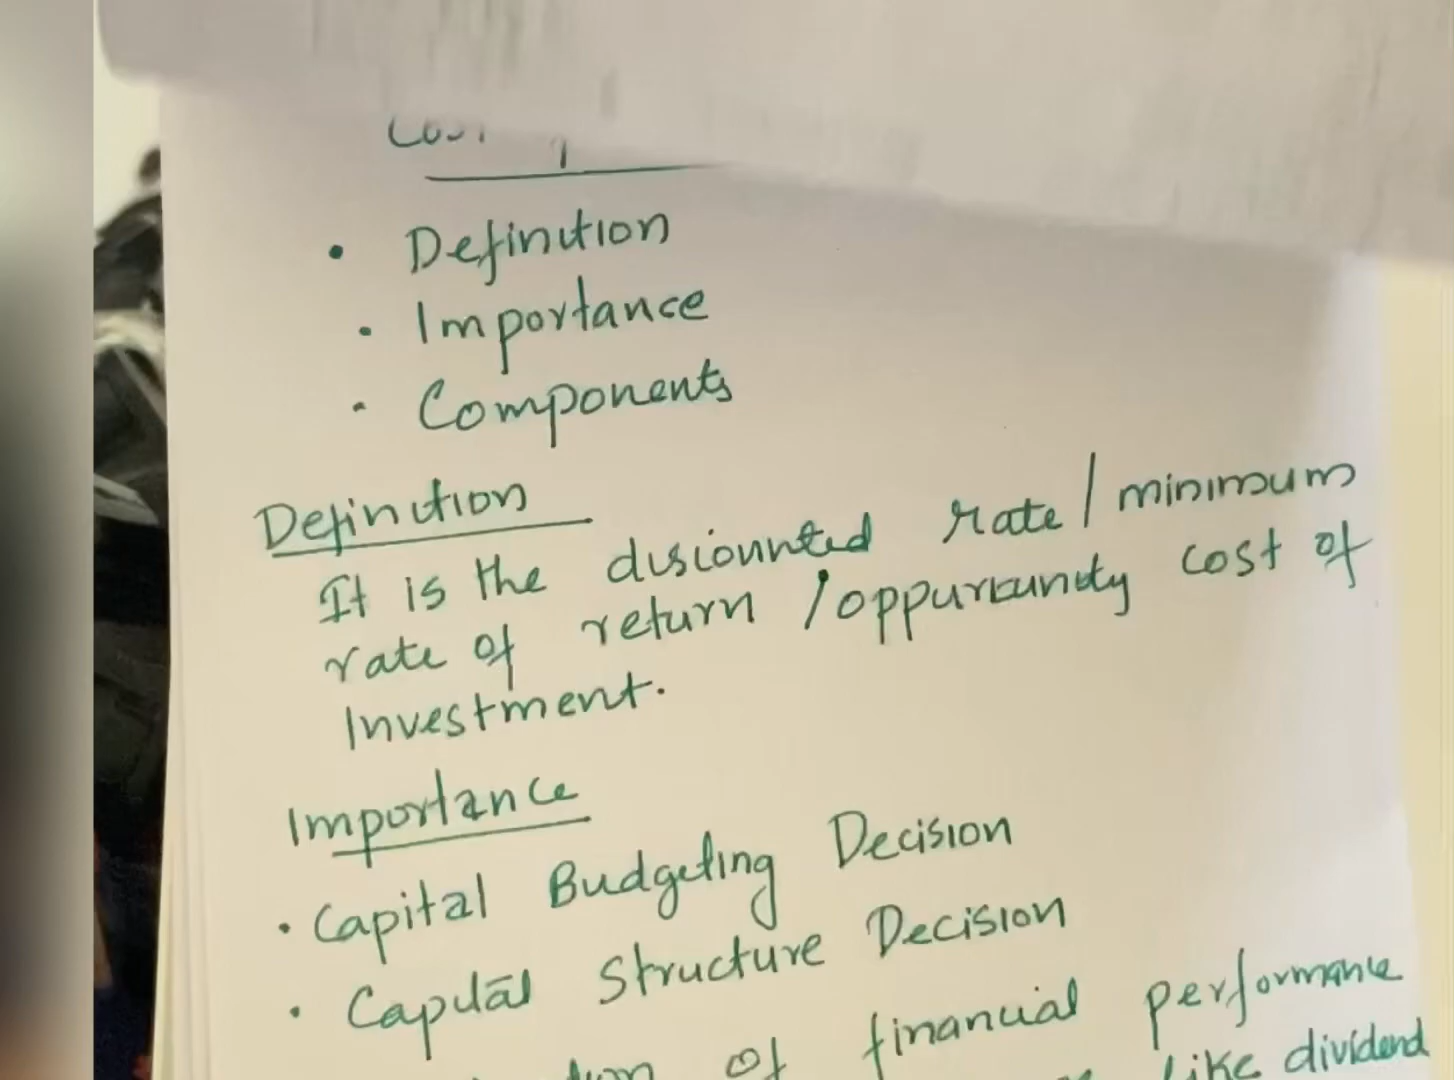 • Definition
• Importance
• Components
Definition
It is the discounted rate / minimum
rate of return / oppurtunity cost of
Investment.
Importance
• Capital Budgeting Decision
• Capital Structure Decision
of financial performance
like dividend